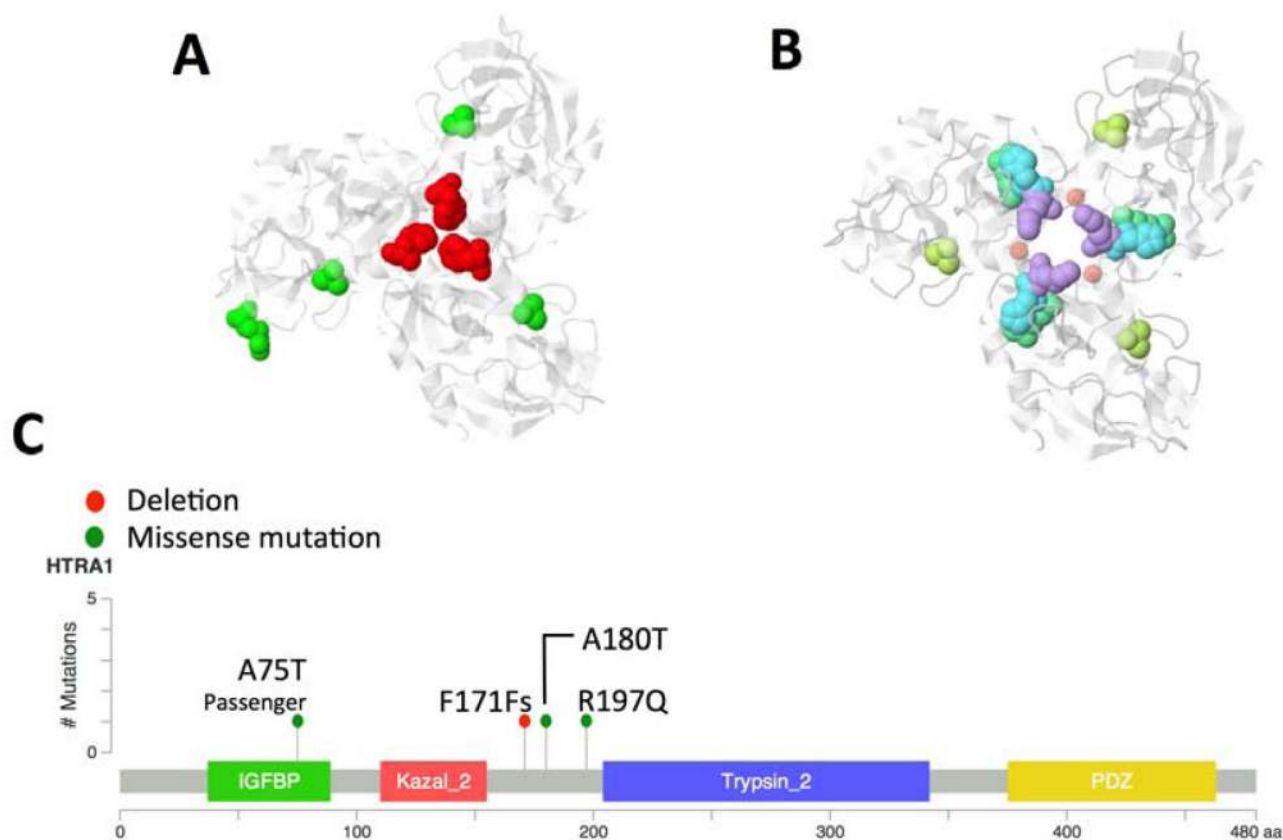 A
B
C
Deletion
Missense mutation
HTRA1
5
# Mutations
0
A75T
Passenger
F171Fs
A180T
R197Q
IGFBP
Kazal_2
Trypsin_2
PDZ
0
100
200
300
400
480 aa